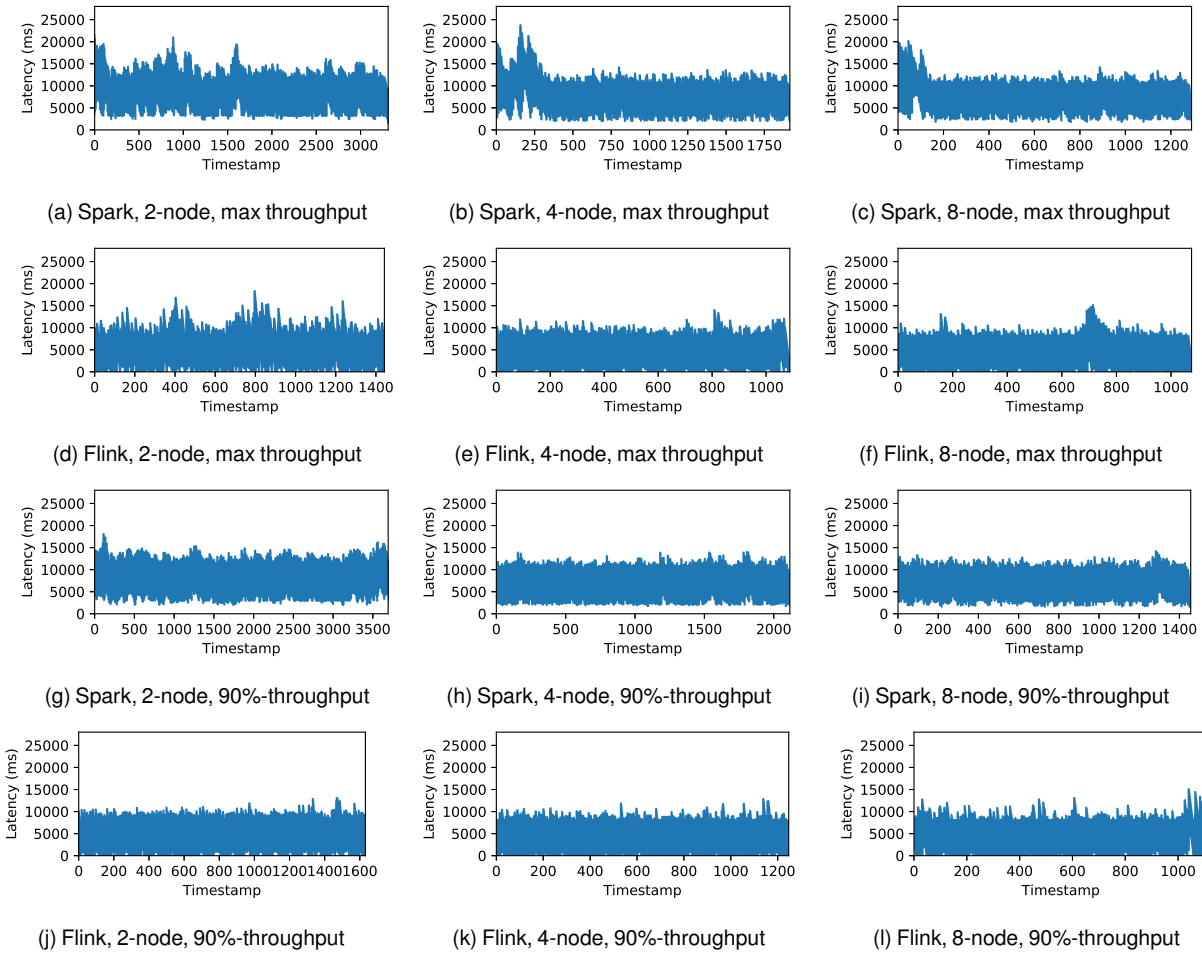 25000
20000
15000
10000
5000
0
Latency (ms)
0 500 1000 1500 2000 2500 3000
Timestamp
(a) Spark, 2-node, max throughput
25000
20000
15000
10000
5000
0
Latency (ms)
0 250 500 750 1000 1250 1500 1750
Timestamp
(b) Spark, 4-node, max throughput
25000
20000
15000
10000
5000
0
Latency (ms)
0 200 400 600 800 1000 1200
Timestamp
(c) Spark, 8-node, max throughput
25000
20000
15000
10000
5000
0
Latency (ms)
0 200 400 600 800 1000 1200 1400
Timestamp
(d) Flink, 2-node, max throughput
25000
20000
15000
10000
5000
0
Latency (ms)
0 200 400 600 800 1000
Timestamp
(e) Flink, 4-node, max throughput
25000
20000
15000
10000
5000
0
Latency (ms)
0 200 400 600 800 1000
Timestamp
(f) Flink, 8-node, max throughput
25000
20000
15000
10000
5000
0
Latency (ms)
0 500 1000 1500 2000 2500 3000 3500
Timestamp
(g) Spark, 2-node, 90%-throughput
25000
20000
15000
10000
5000
0
Latency (ms)
0 500 1000 1500 2000
Timestamp
(h) Spark, 4-node, 90%-throughput
25000
20000
15000
10000
5000
0
Latency (ms)
0 200 400 600 800 1000 1200 1400
Timestamp
(i) Spark, 8-node, 90%-throughput
25000
20000
15000
10000
5000
0
Latency (ms)
0 200 400 600 800 1000 1200 1400 1600
Timestamp
(j) Flink, 2-node, 90%-throughput
25000
20000
15000
10000
5000
0
Latency (ms)
0 200 400 600 800 1000 1200
Timestamp
(k) Flink, 4-node, 90%-throughput
25000
20000
15000
10000
5000
0
Latency (ms)
0 200 400 600 800 1000
Timestamp
(l) Flink, 8-node, 90%-throughput